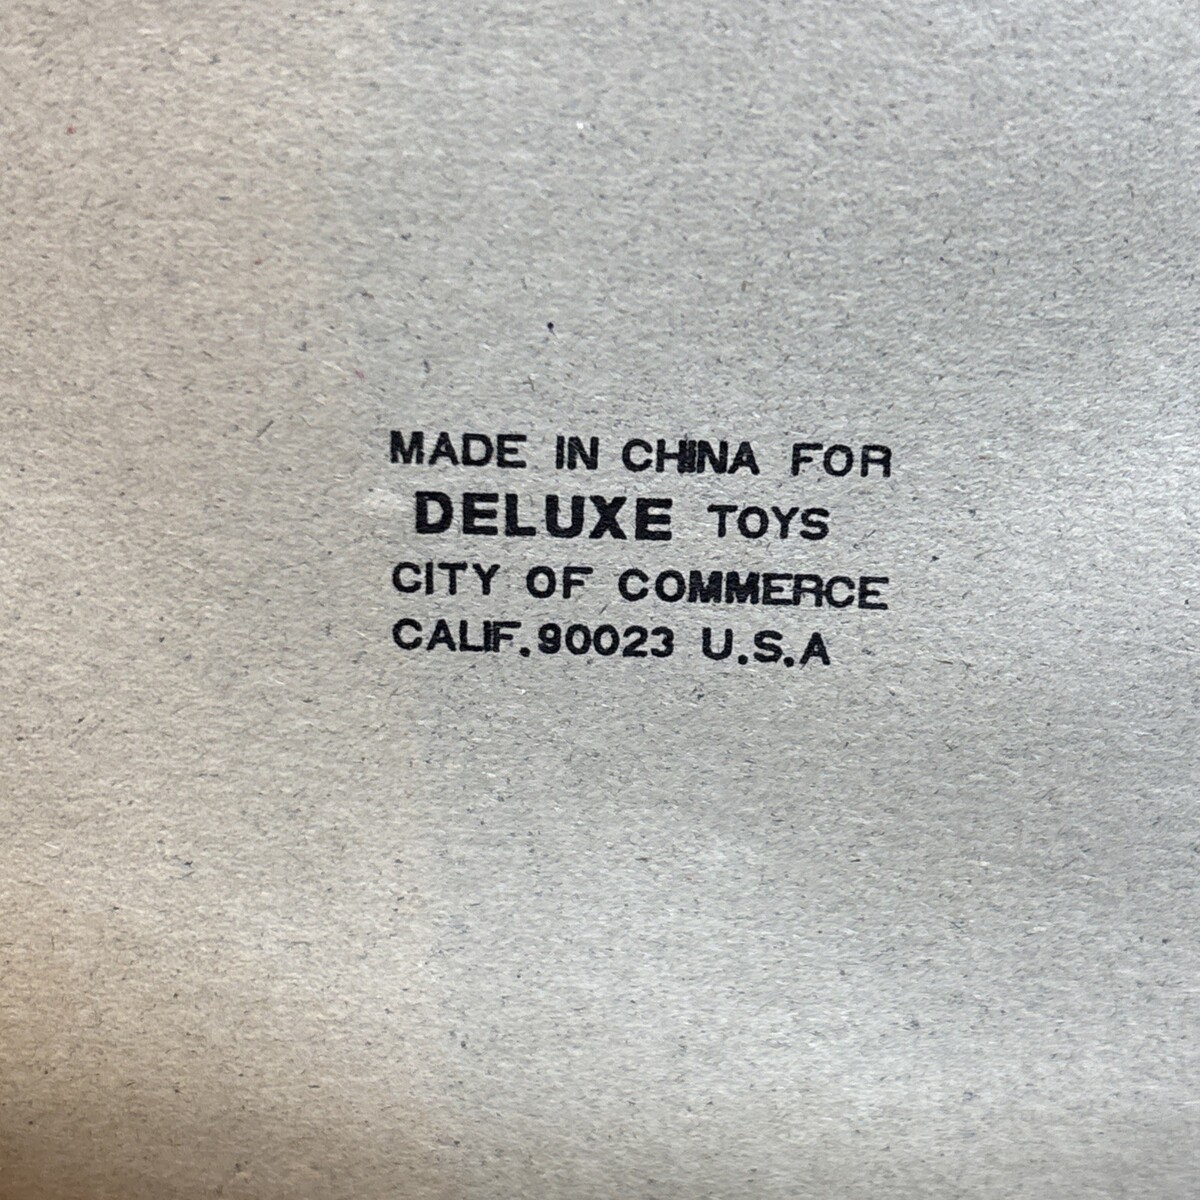 MADE IN CHINA FOR
DELUXE TOYS
CITY OF COMMERCE
CALIF.90023 U.S.A